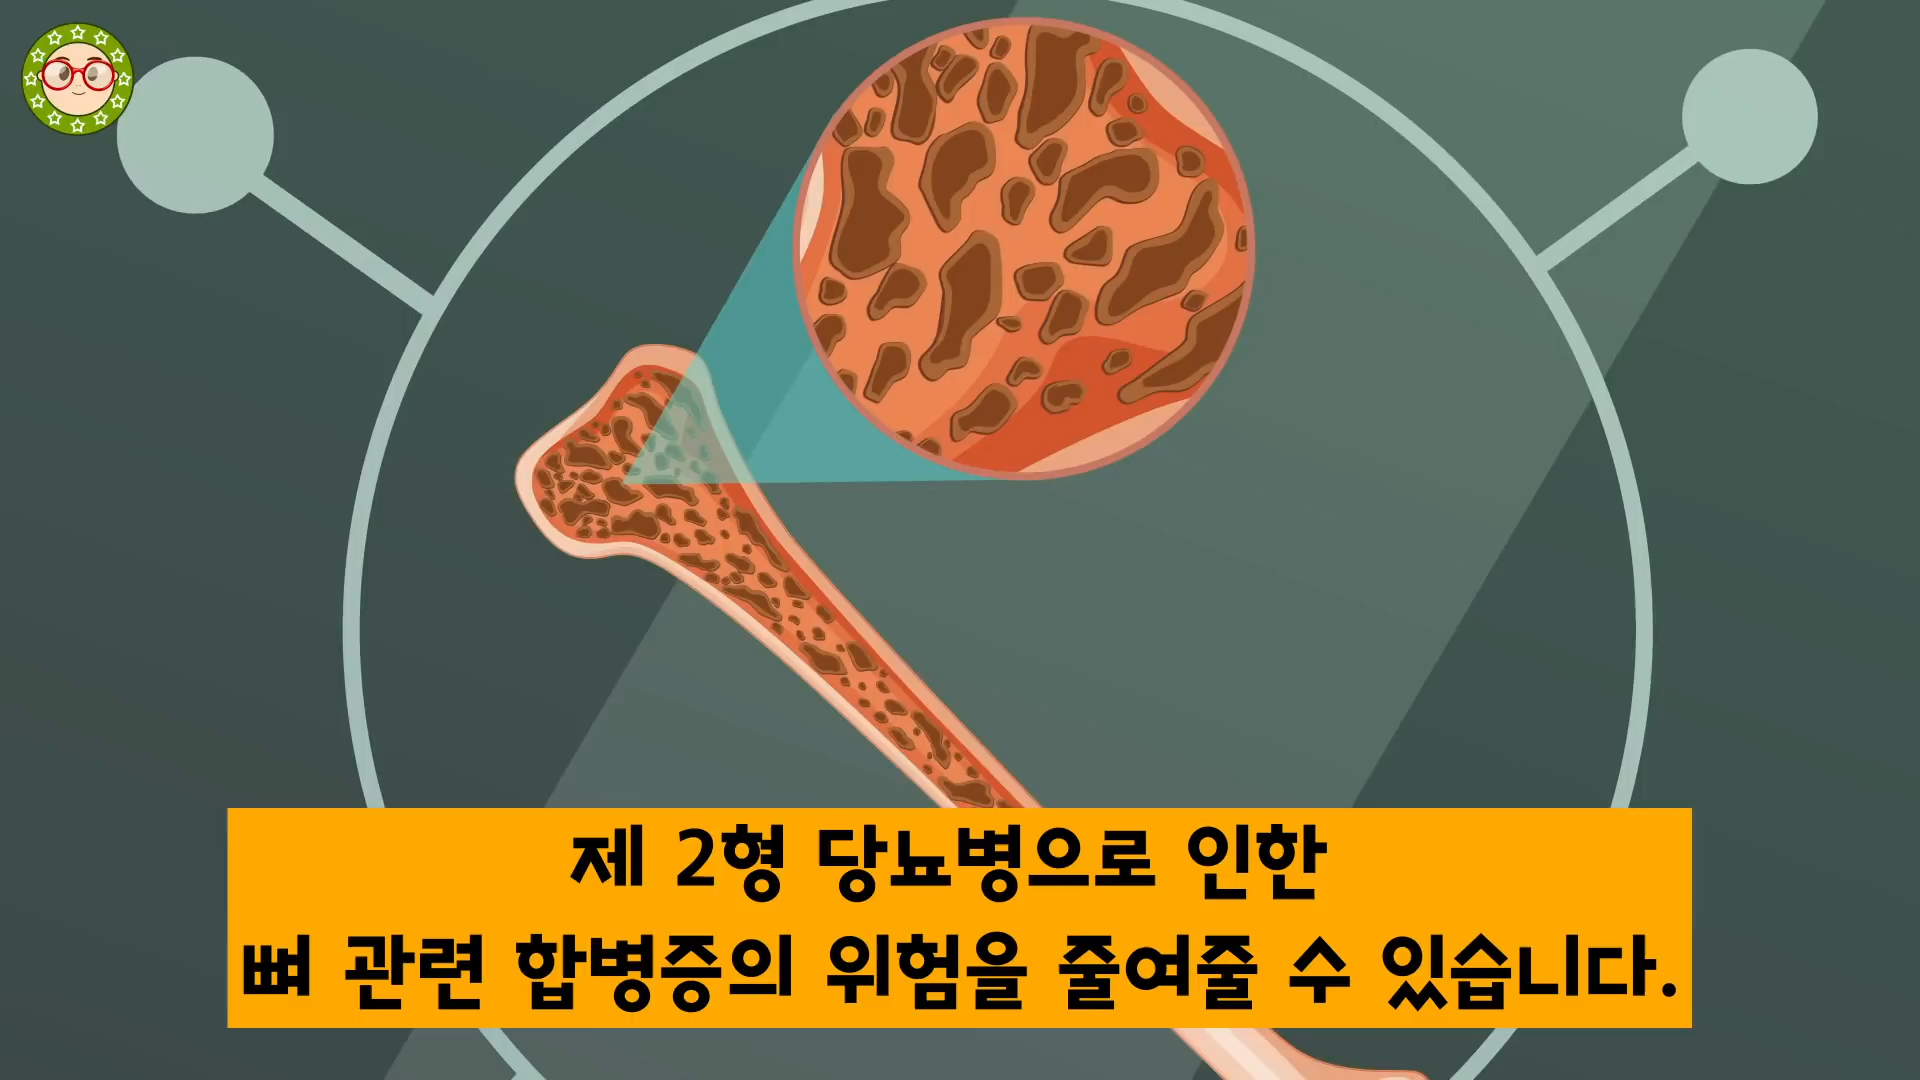 제 2형 당뇨병으로 인한
뼈 관련 합병증의 위험을 줄여줄 수 있습니다.